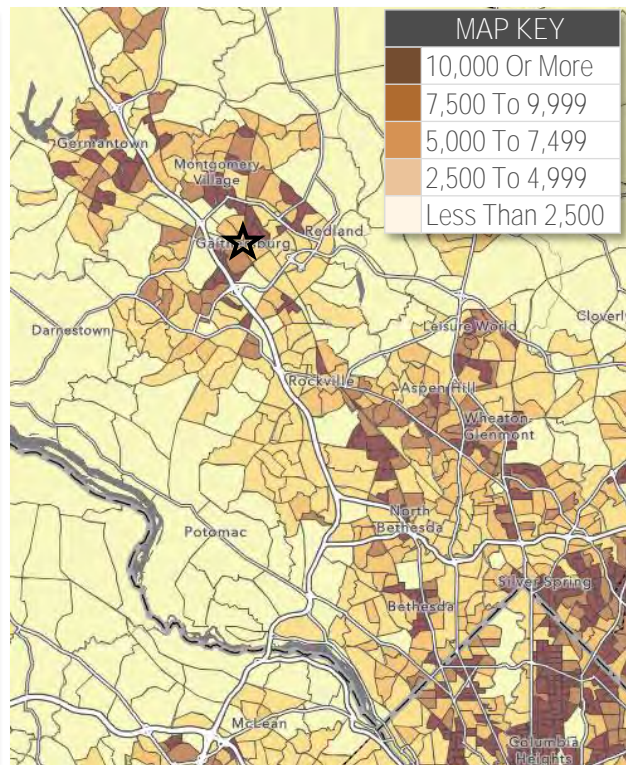 MAP KEY
10,000 Or More
7,500 To 9,999
5,000 To 7,499
2,500 To 4,999
Less Than 2,500
Germantown
Montgomery
Village
Redland
Gaithersburg
Darnestown
Leisure World
Cloverly
Rockville
Aspen Hill
Wheaton-
Glenmont
North
Bethesda
Potomac
Silver Spring
Bethesda
McLean
Columbia
Heights